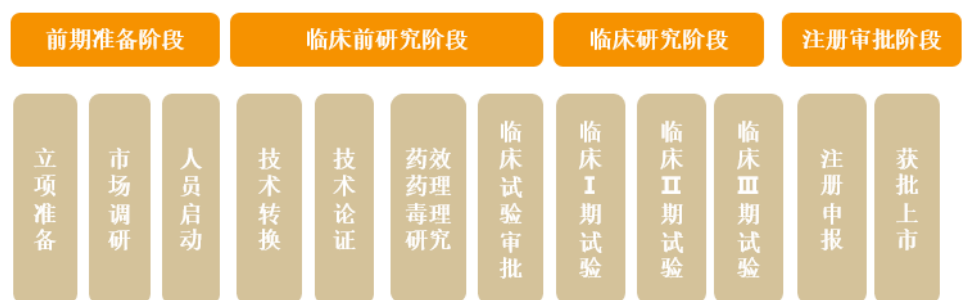 前期准备阶段
临床前研究阶段
临床研究阶段
注册审批阶段
立项准备
市场调研
人员启动
技术转换
技术论证
药效药理毒理研究
临床试验审批
临床I期试验
临床II期试验
临床III期试验
注册申报
获批上市